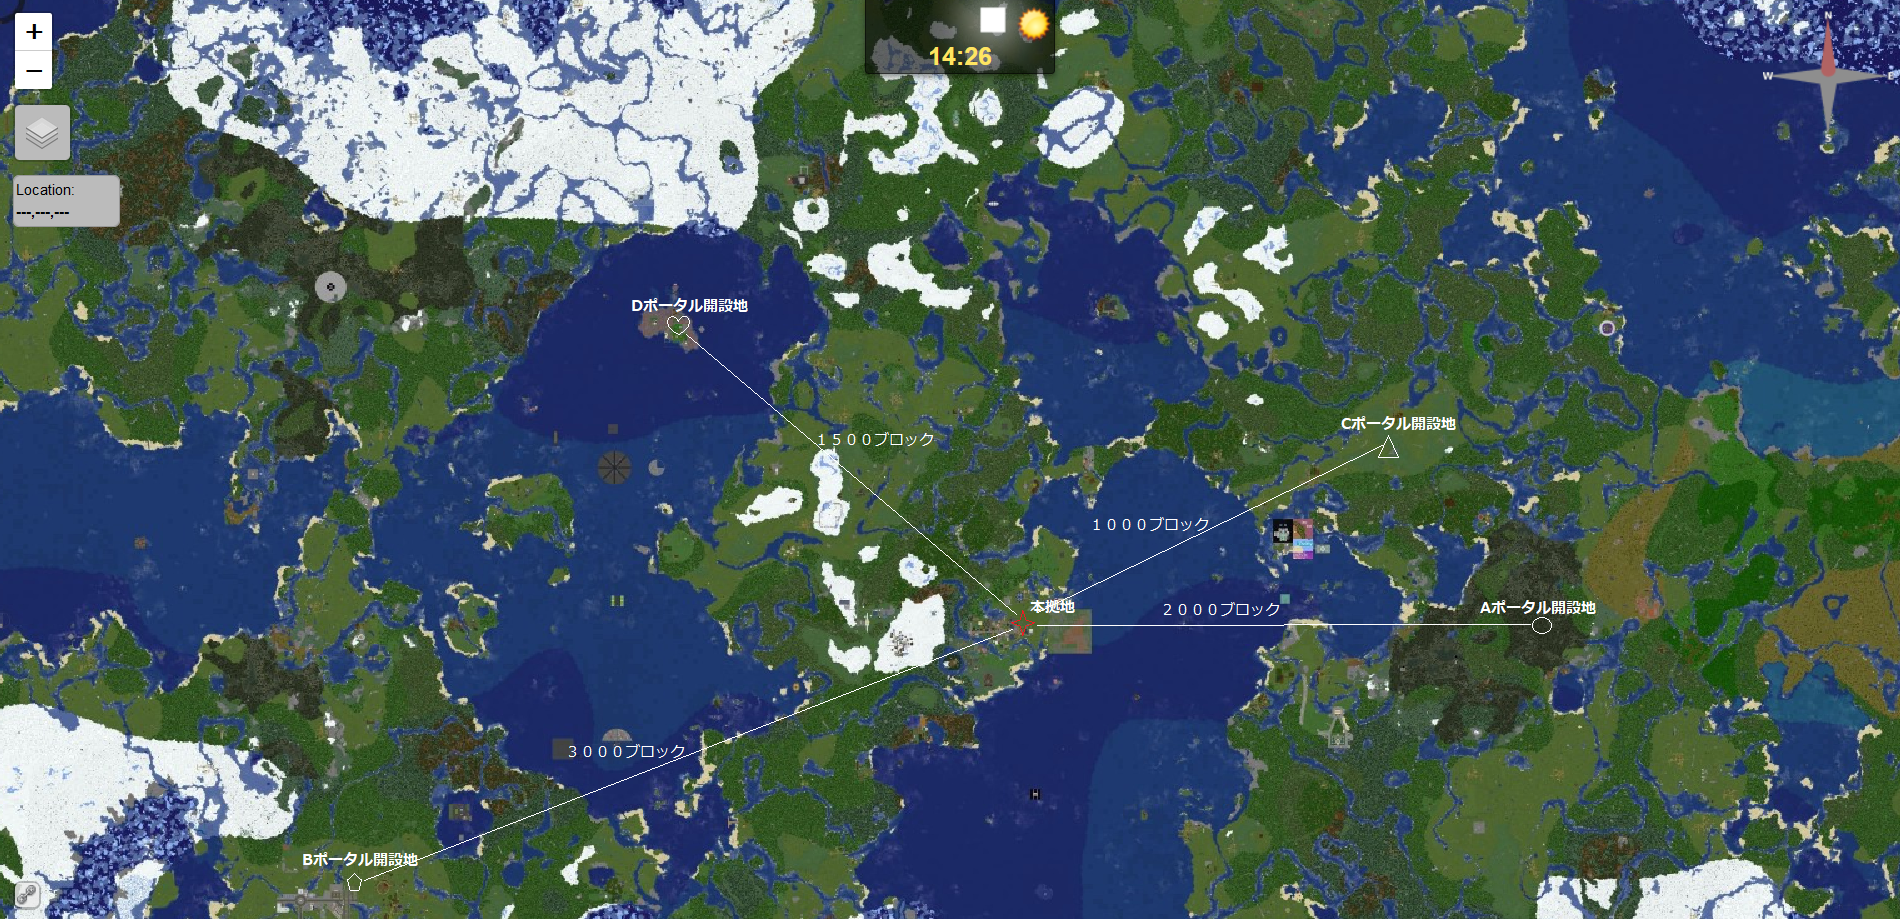 +
−
14:26
N
W
E
S
Location:
---,---,---
Dポータル開設地
１５００ブロック
Cポータル開設地
１０００ブロック
本拠地
２０００ブロック
Aポータル開設地
３０００ブロック
Bポータル開設地